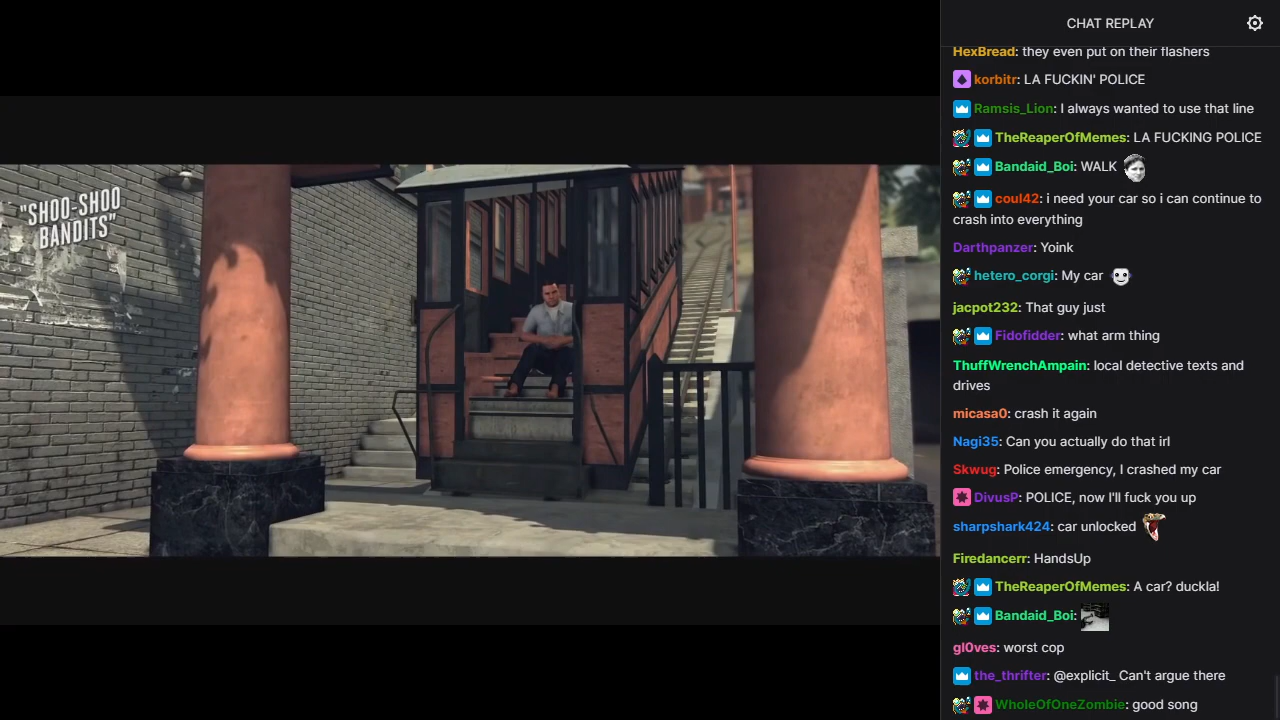 "SHOO-SHOO
BANDITS"
CHAT REPLAY
HexBread: they even put on their flashers
korbitr: LA FUCKIN' POLICE
Ramsis_Lion: I always wanted to use that line
TheReaperOfMemes: LA FUCKING POLICE
Bandaid_Boi: WALK
coul42: i need your car so i can continue to
crash into everything
Darthpanzer: Yoink
hetero_corgi: My car
jacpot232: That guy just
Fidofidder: what arm thing
ThuffWrenchAmpain: local detective texts and
drives
micasa0: crash it again
Nagi35: Can you actually do that irl
Skwug: Police emergency, I crashed my car
DivusP: POLICE, now I'll fuck you up
sharpshark424: car unlocked
Firedancerr: HandsUp
TheReaperOfMemes: A car? duckla!
Bandaid_Boi:
gl0ves: worst cop
the_thrifter: @explicit_ Can't argue there
WholeOfOneZombie: good song